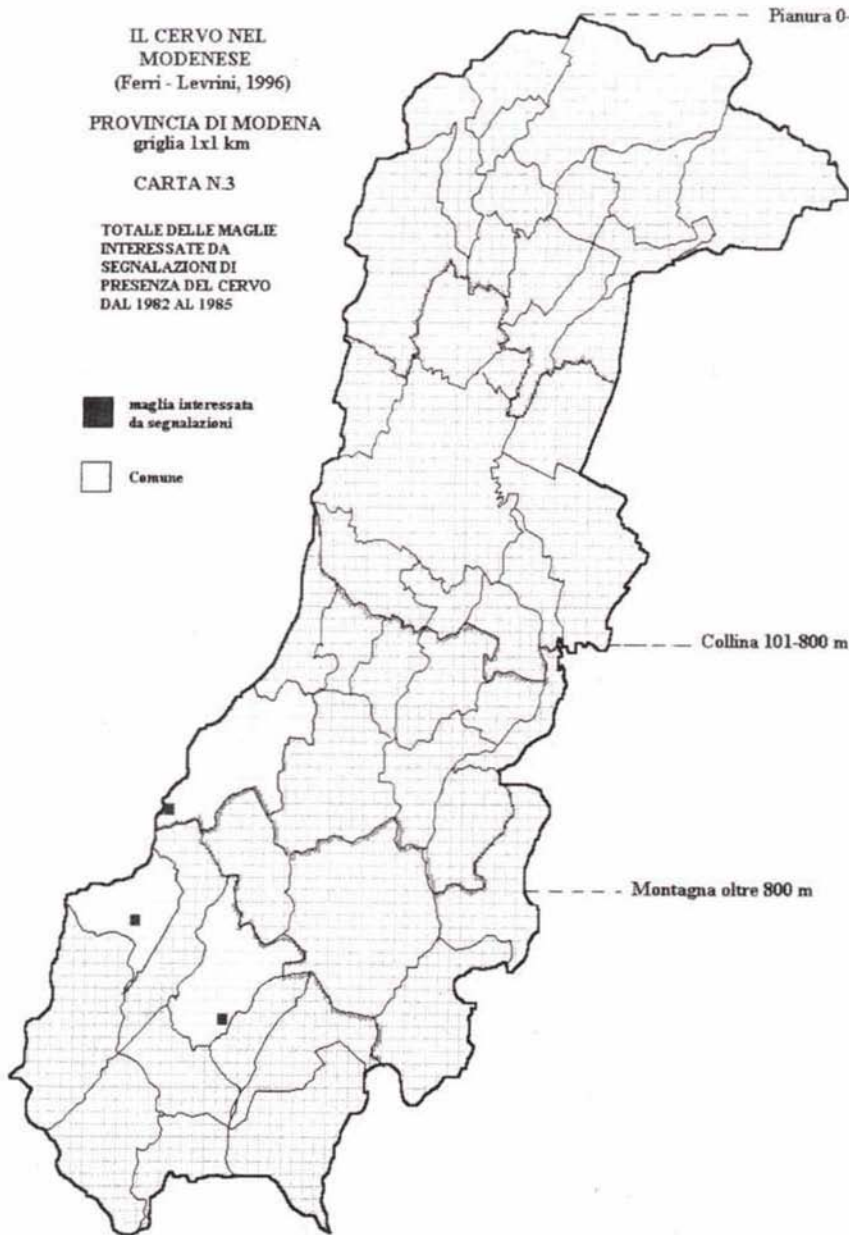 IL CERVO NEL
MODENESE
(Ferri - Levrini, 1996)
PROVINCIA DI MODENA
griglia 1x1 km
CARTA N.3
TOTALE DELLE MAGLIE
INTERESSATE DA
SEGNALAZIONI DI
PRESENZA DEL CERVO
DAL 1982 AL 1985
maglia interessata
da segnalazioni
Comune
Pianura 0-
Collina 101-800 m
Montagna oltre 800 m